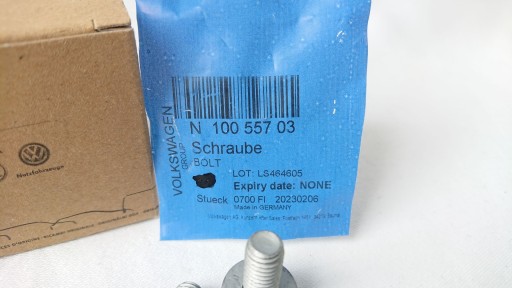 VOLKSWAGEN
GROUP
N 100 557 03
Schraube
BOLT
LOT: LS464605
Expiry date: NONE
Stueck 0700 FI 20230206
Made in GERMANY
Nutzfahrzeuge